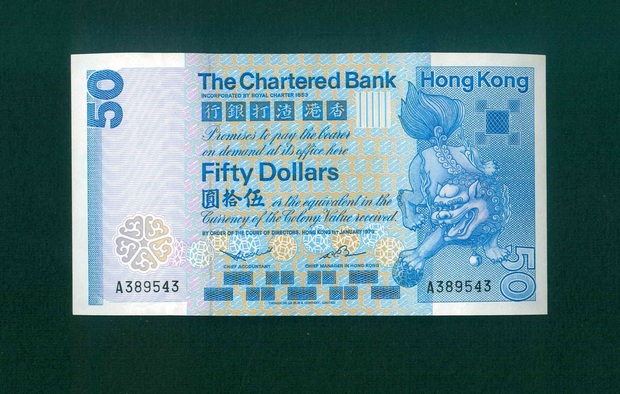 50
The Chartered Bank
Hong Kong
INCORPORATED BY ROYAL CHARTER 1853
行銀打渣港香
Promises to pay the bearer
on demand at its office here
Fifty Dollars
圓拾伍 or the equivalent in the
Currency of the Colony Value received.
BY ORDER OF THE COURT OF DIRECTORS, HONG KONG 1ST JANUARY 1979.
CHIEF ACCOUNTANT
CHIEF MANAGER IN HONG KONG
A389543
A389543
50